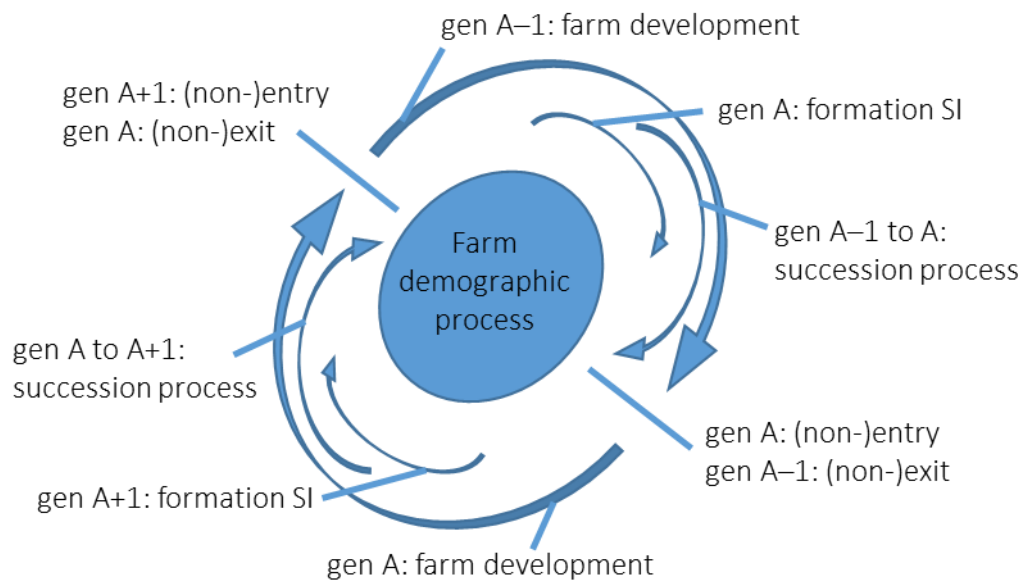 gen A–1: farm development
gen A+1: (non-)entry
gen A: (non-)exit
gen A: formation SI
gen A–1 to A:
succession process
Farm
demographic
process
gen A to A+1:
succession process
gen A: (non-)entry
gen A–1: (non-)exit
gen A+1: formation SI
gen A: farm development